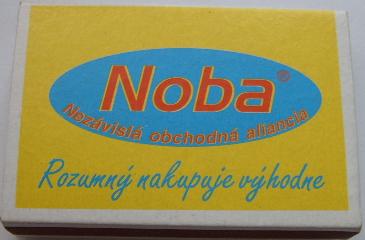 Noba®
Nezávislá obchodná aliancia
Rozumný nakupuje výhodne